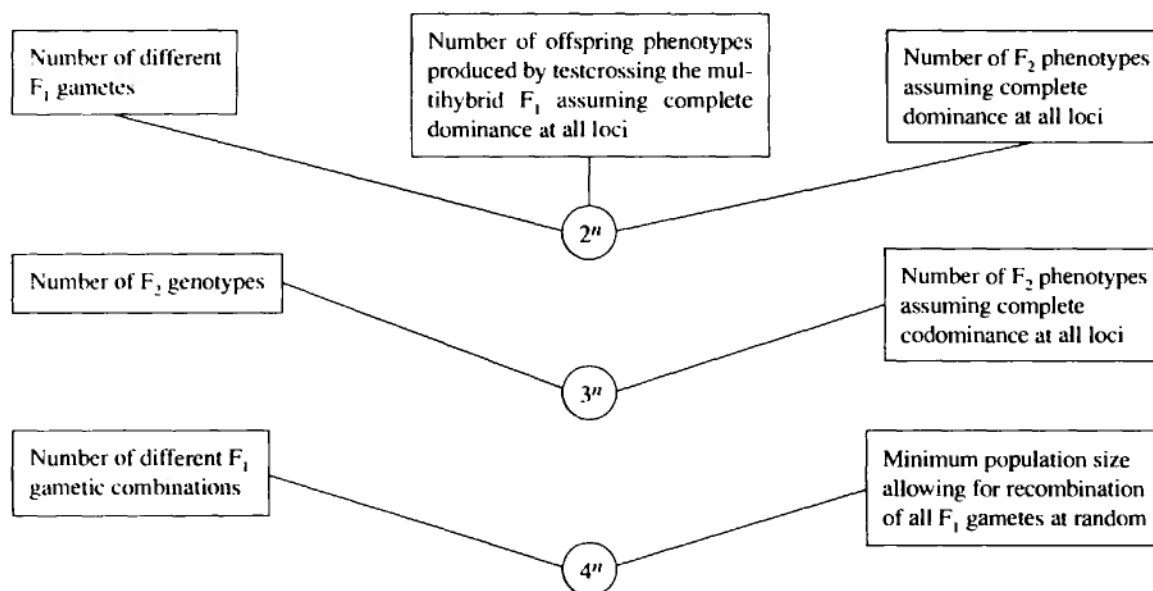 Number of different
F₁ gametes
Number of offspring phenotypes
produced by testcrossing the mul-
tihybrid F₁ assuming complete
dominance at all loci
Number of F₂ phenotypes
assuming complete
dominance at all loci
2ⁿ
Number of F₂ genotypes
Number of F₂ phenotypes
assuming complete
codominance at all loci
3ⁿ
Number of different F₁
gametic combinations
Minimum population size
allowing for recombination
of all F₁ gametes at random
4ⁿ